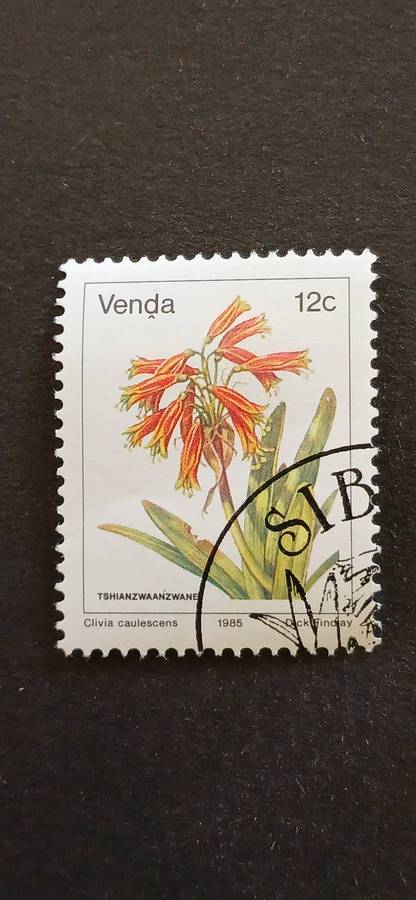 Venḓa 12c
TSHIANZWAANZWANE
Clivia caulescens 1985 Dick Findlay
SIB